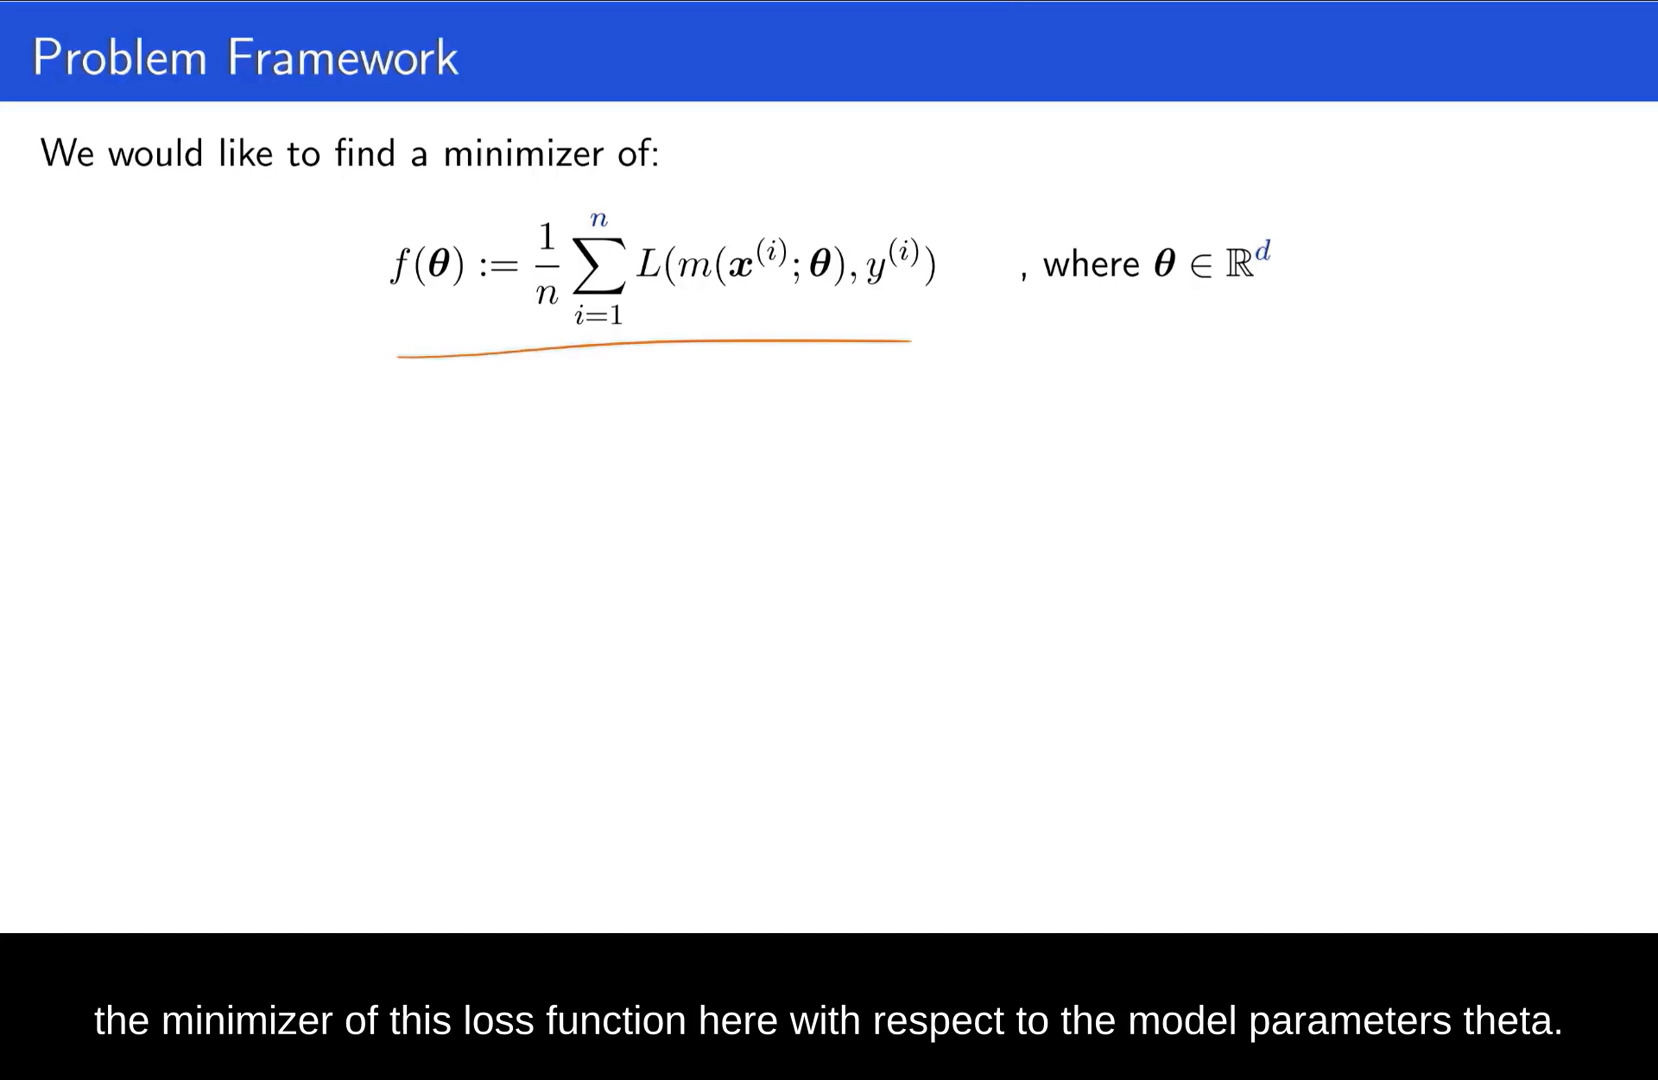 Problem Framework
We would like to find a minimizer of:
f(θ) := 1/n ∑_{i=1}^{n} L(m(x^{(i)}; θ), y^{(i)}) , where θ ∈ ℝ^d
the minimizer of this loss function here with respect to the model parameters theta.